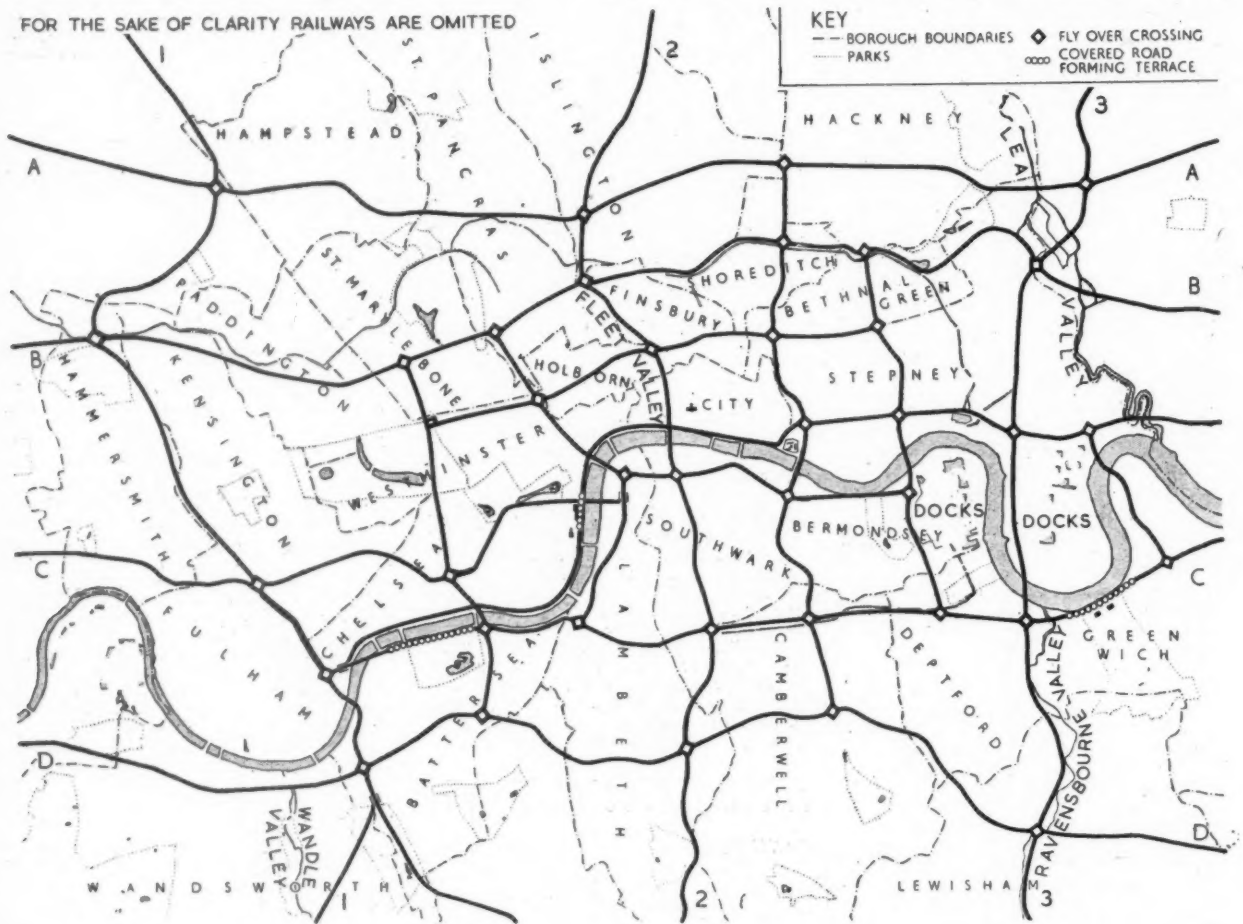 FOR THE SAKE OF CLARITY RAILWAYS ARE OMITTED
KEY
BOROUGH BOUNDARIES
FLY OVER CROSSING
PARKS
COVERED ROAD
FORMING TERRACE
1
2
3
HAMPSTEAD
ST. PANCRAS
ISLINGTON
HACKNEY
LEA VALLEY
A
A
PADDINGTON
ST. MARYLEBONE
FINSBURY
HOREDITCH
BETHNAL
GREEN
B
B
FLEET VALLEY
HAMMERSMITH
KENSINGTON
HOLBORN
CITY
STEPNEY
WESTMINSTER
SOUTHWARK
BERMONDSEY
DOCKS
DOCKS
C
C
FULHAM
CHELSEA
LAMBETH
CAMBERWELL
DEPTFORD
GREEN
WICH
BATTERSEA
RAVENSBOURNE VALLEY
D
D
WANDLE
VALLEY
WANDSWORTH
LEWISHAM
1
2
3